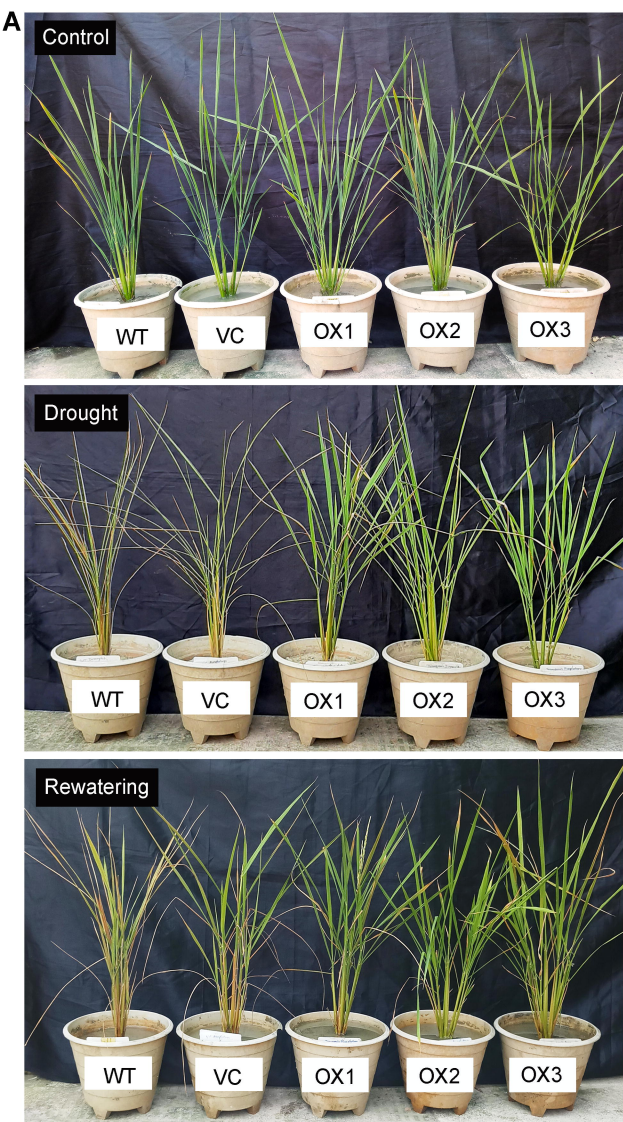 A
Control
WT
VC
OX1
OX2
OX3
Drought
WT
VC
OX1
OX2
OX3
Rewatering
WT
VC
OX1
OX2
OX3